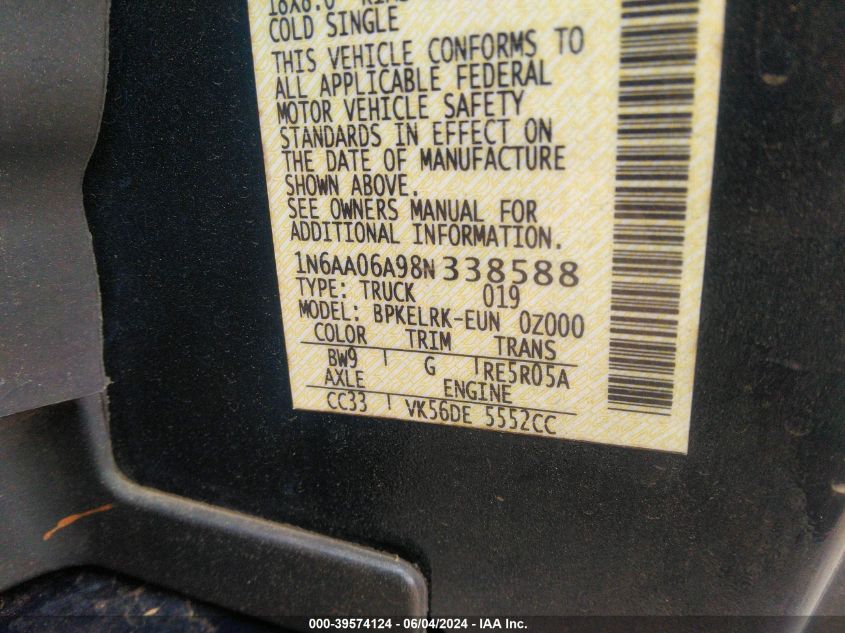 COLD SINGLE
THIS VEHICLE CONFORMS TO
ALL APPLICABLE FEDERAL
MOTOR VEHICLE SAFETY
STANDARDS IN EFFECT ON
THE DATE OF MANUFACTURE
SHOWN ABOVE.
SEE OWNERS MANUAL FOR
ADDITIONAL INFORMATION.
1N6AA06A98N 338588
TYPE: TRUCK 019
MODEL: BPKELRK-EUN 0Z000
COLOR TRIM TRANS
BW9 G RE5R05A
AXLE ENGINE
CC33 VK56DE 5552CC
000-39574124 | 06/04/2024 | IAA Inc.